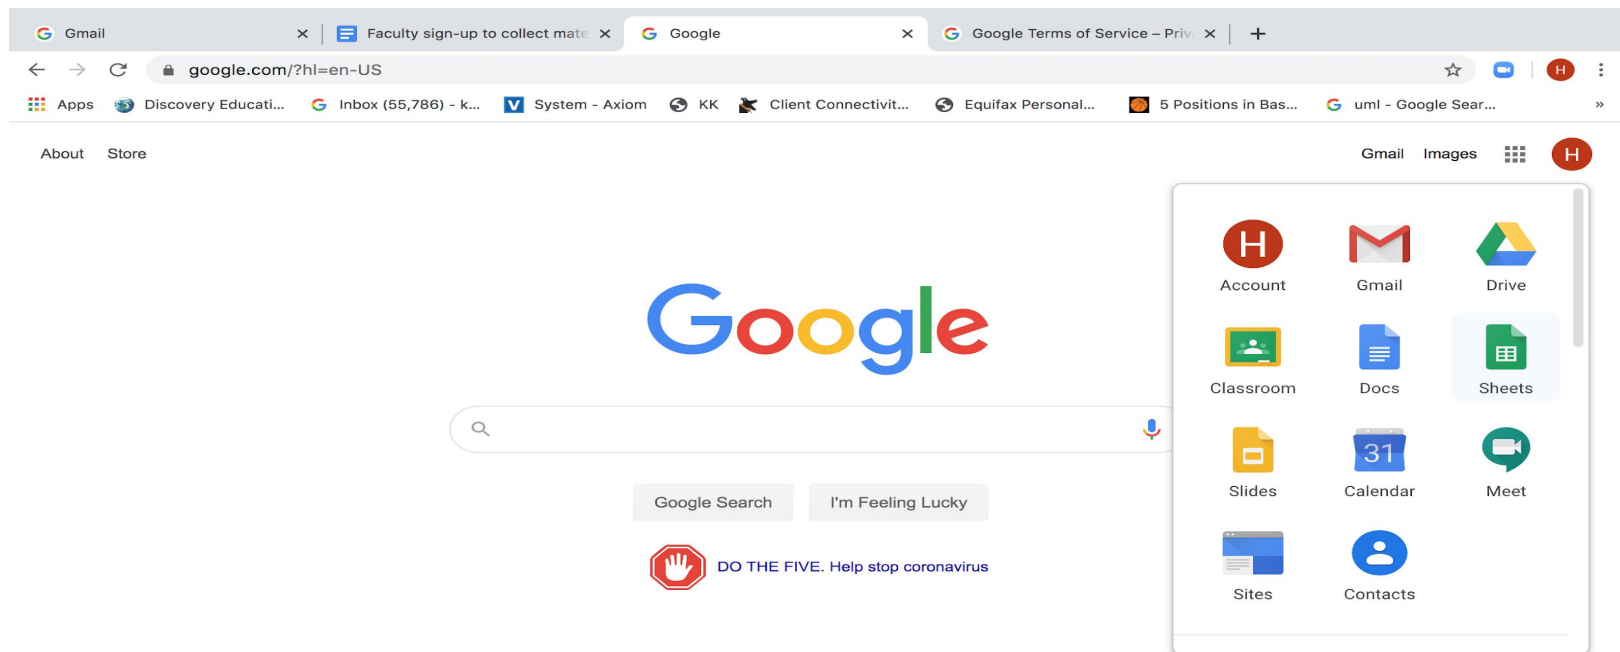 Gmail Faculty sign-up to collect mate Google Google Terms of Service – Priv
google.com/?hl=en-US H
Apps Discovery Educati... Inbox (55,786) - k... V System - Axiom KK Client Connectivit... Equifax Personal... 5 Positions in Bas... uml - Google Sear... »
About Store Gmail Images H
H
Account Gmail Drive
Google
Classroom Docs Sheets
31
Slides Calendar Meet
Google Search I'm Feeling Lucky
DO THE FIVE. Help stop coronavirus
Sites Contacts